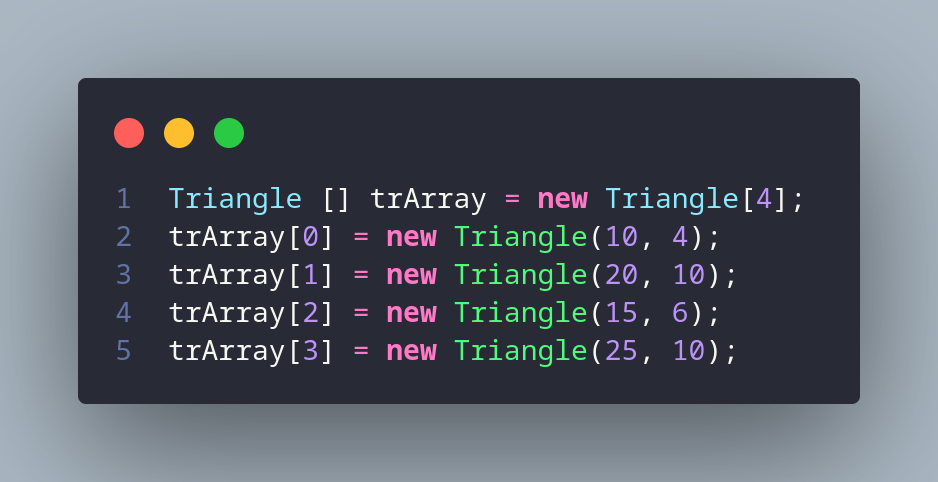 1 Triangle [] trArray = new Triangle[4];
2 trArray[0] = new Triangle(10, 4);
3 trArray[1] = new Triangle(20, 10);
4 trArray[2] = new Triangle(15, 6);
5 trArray[3] = new Triangle(25, 10);